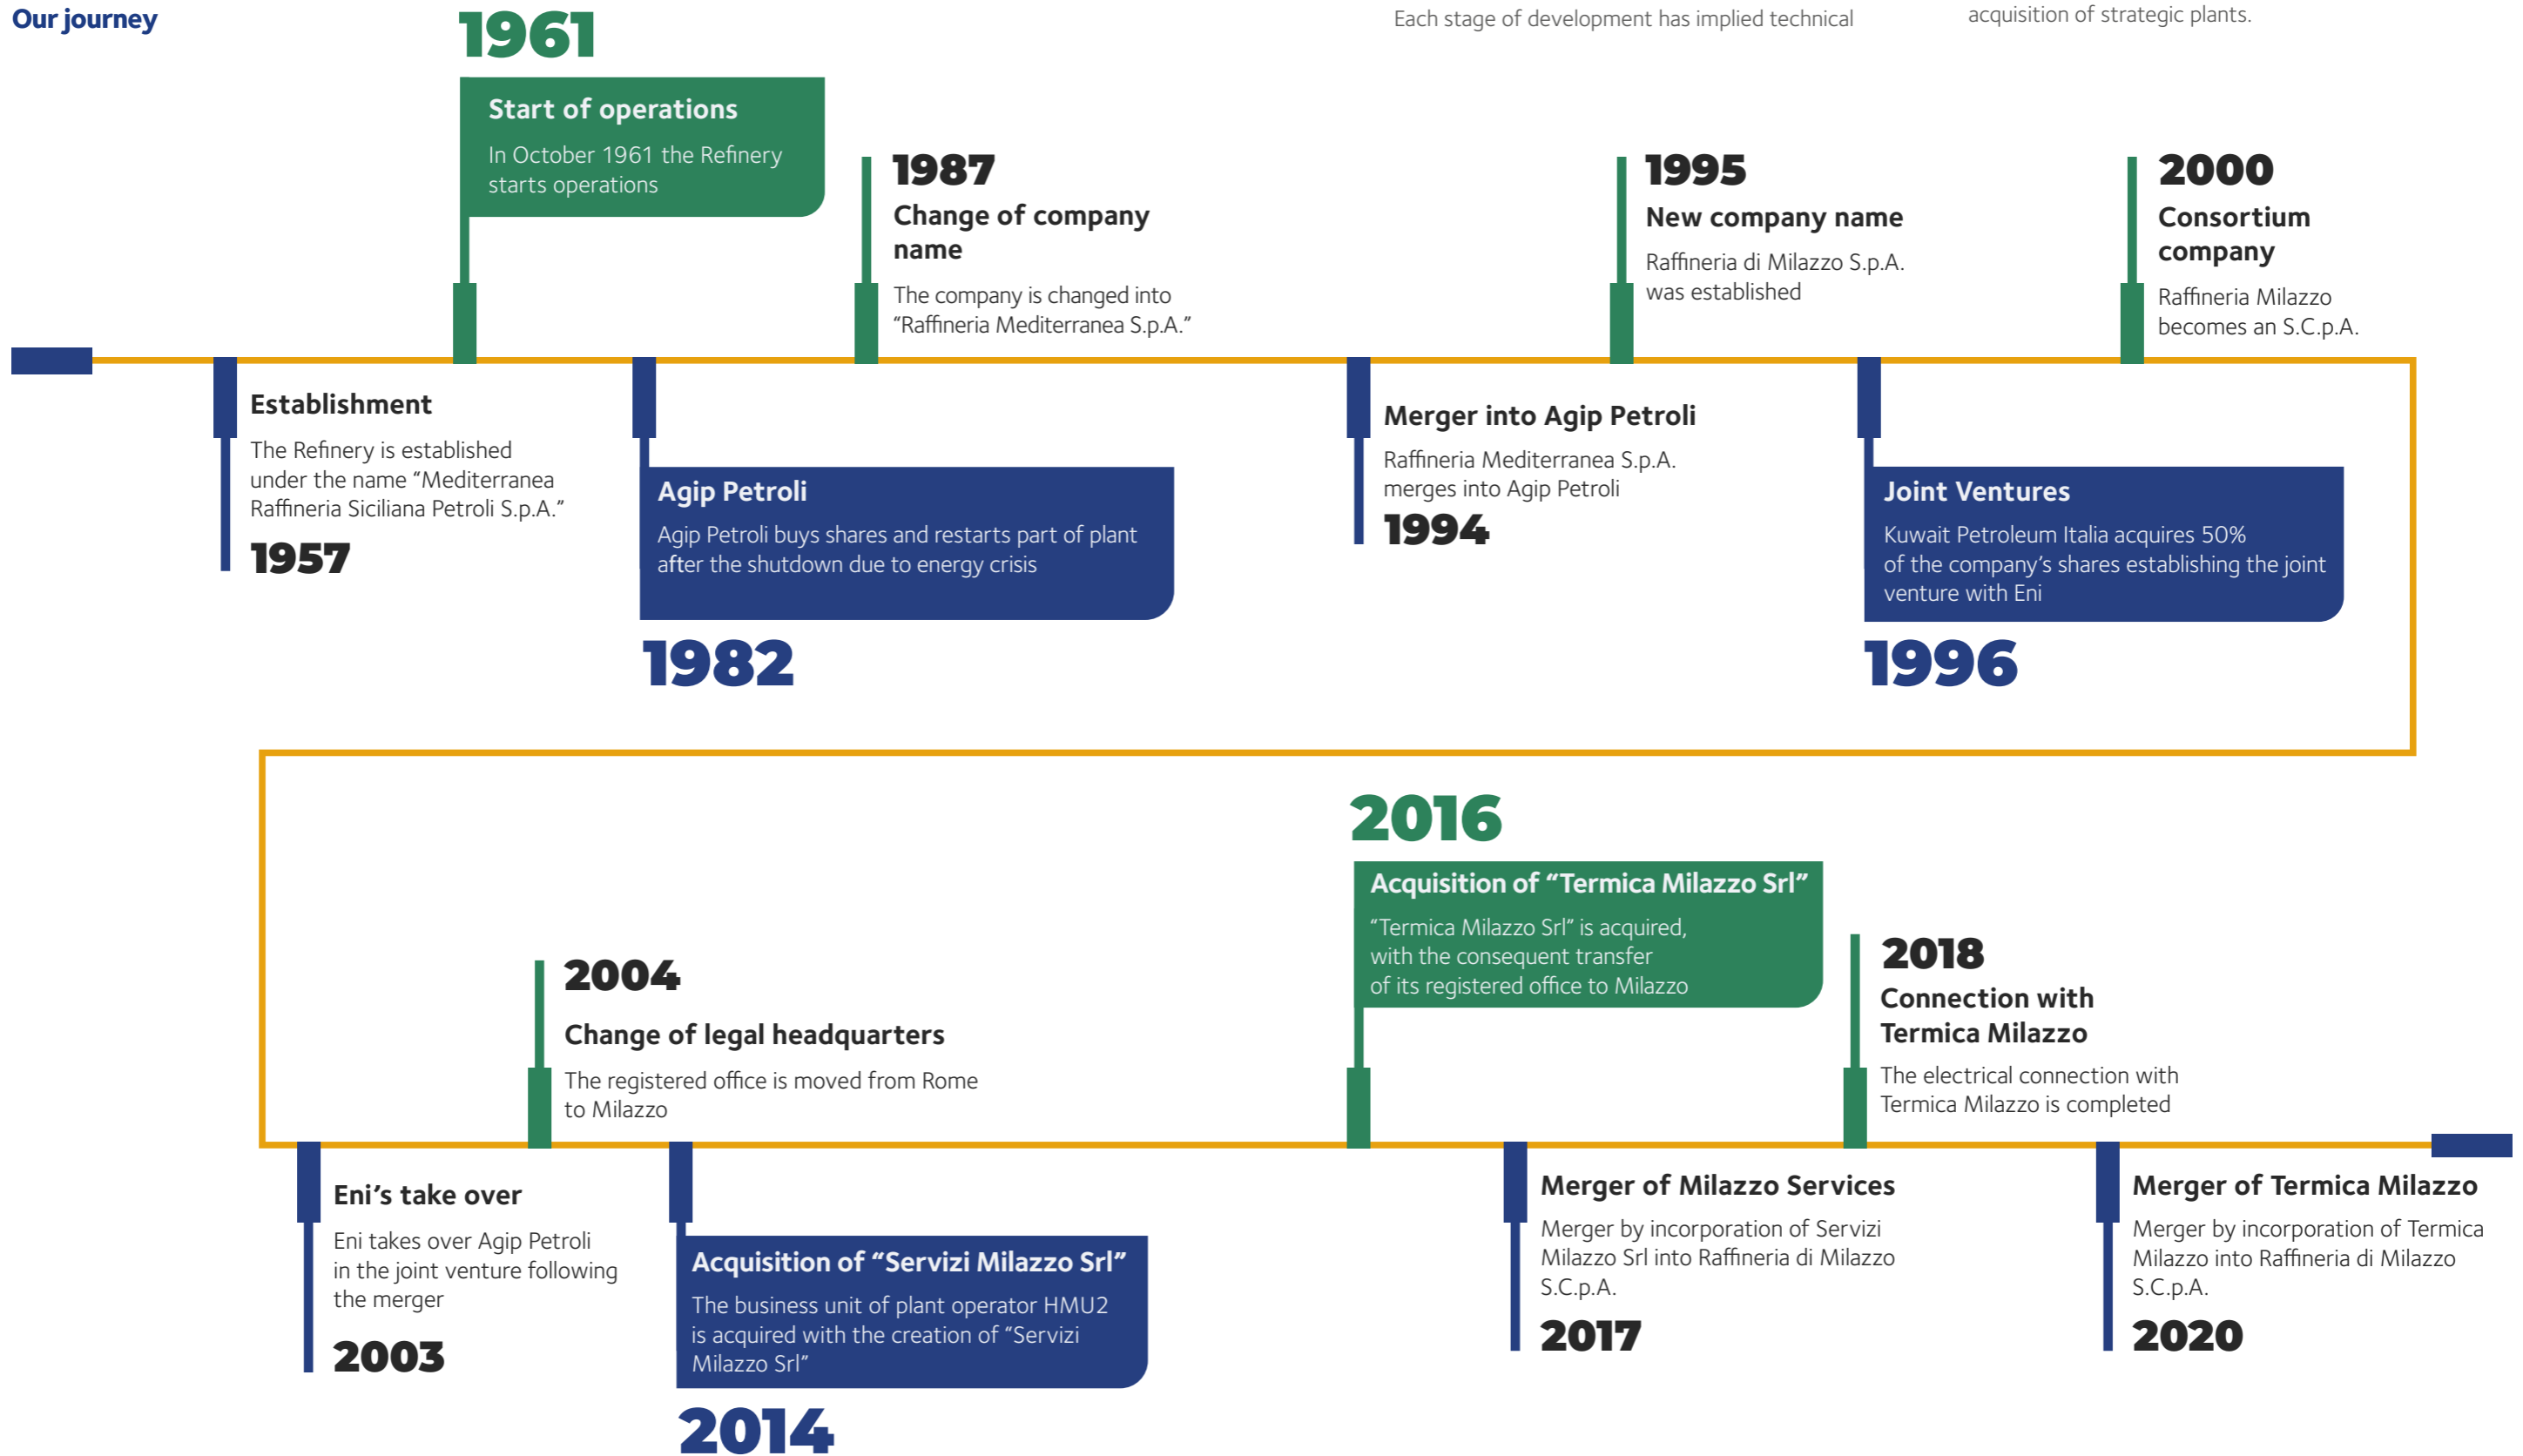 Our journey
Each stage of development has implied technical
acquisition of strategic plants.
1961
Start of operations
In October 1961 the Refinery
starts operations
1987
Change of company
name
The company is changed into
“Raffineria Mediterranea S.p.A.”
1995
New company name
Raffineria di Milazzo S.p.A.
was established
2000
Consortium
company
Raffineria Milazzo
becomes an S.C.p.A.
Establishment
The Refinery is established
under the name “Mediterranea
Raffineria Siciliana Petroli S.p.A.”
1957
Agip Petroli
Agip Petroli buys shares and restarts part of plant
after the shutdown due to energy crisis
1982
Merger into Agip Petroli
Raffineria Mediterranea S.p.A.
merges into Agip Petroli
1994
Joint Ventures
Kuwait Petroleum Italia acquires 50%
of the company’s shares establishing the joint
venture with Eni
1996
2004
Change of legal headquarters
The registered office is moved from Rome
to Milazzo
2016
Acquisition of “Termica Milazzo Srl”
“Termica Milazzo Srl” is acquired,
with the consequent transfer
of its registered office to Milazzo
2018
Connection with
Termica Milazzo
The electrical connection with
Termica Milazzo is completed
Eni’s take over
Eni takes over Agip Petroli
in the joint venture following
the merger
2003
Acquisition of “Servizi Milazzo Srl”
The business unit of plant operator HMU2
is acquired with the creation of “Servizi
Milazzo Srl”
2014
Merger of Milazzo Services
Merger by incorporation of Servizi
Milazzo Srl into Raffineria di Milazzo
S.C.p.A.
2017
Merger of Termica Milazzo
Merger by incorporation of Termica
Milazzo into Raffineria di Milazzo
S.C.p.A.
2020